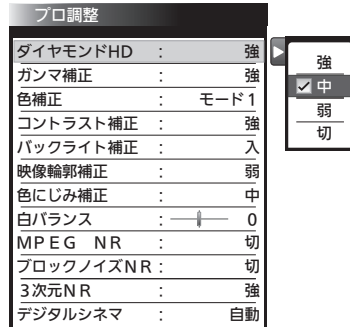 プロ調整
ダイヤモンドHD : 強
ガンマ補正 : 強
色補正 : モード1
コントラスト補正 : 強
バックライト補正 : 入
映像輪郭補正 : 弱
色にじみ補正 : 中
白バランス : 0
MPEG NR : 切
ブロックノイズNR : 切
3次元NR : 強
デジタルシネマ : 自動
強
中
弱
切